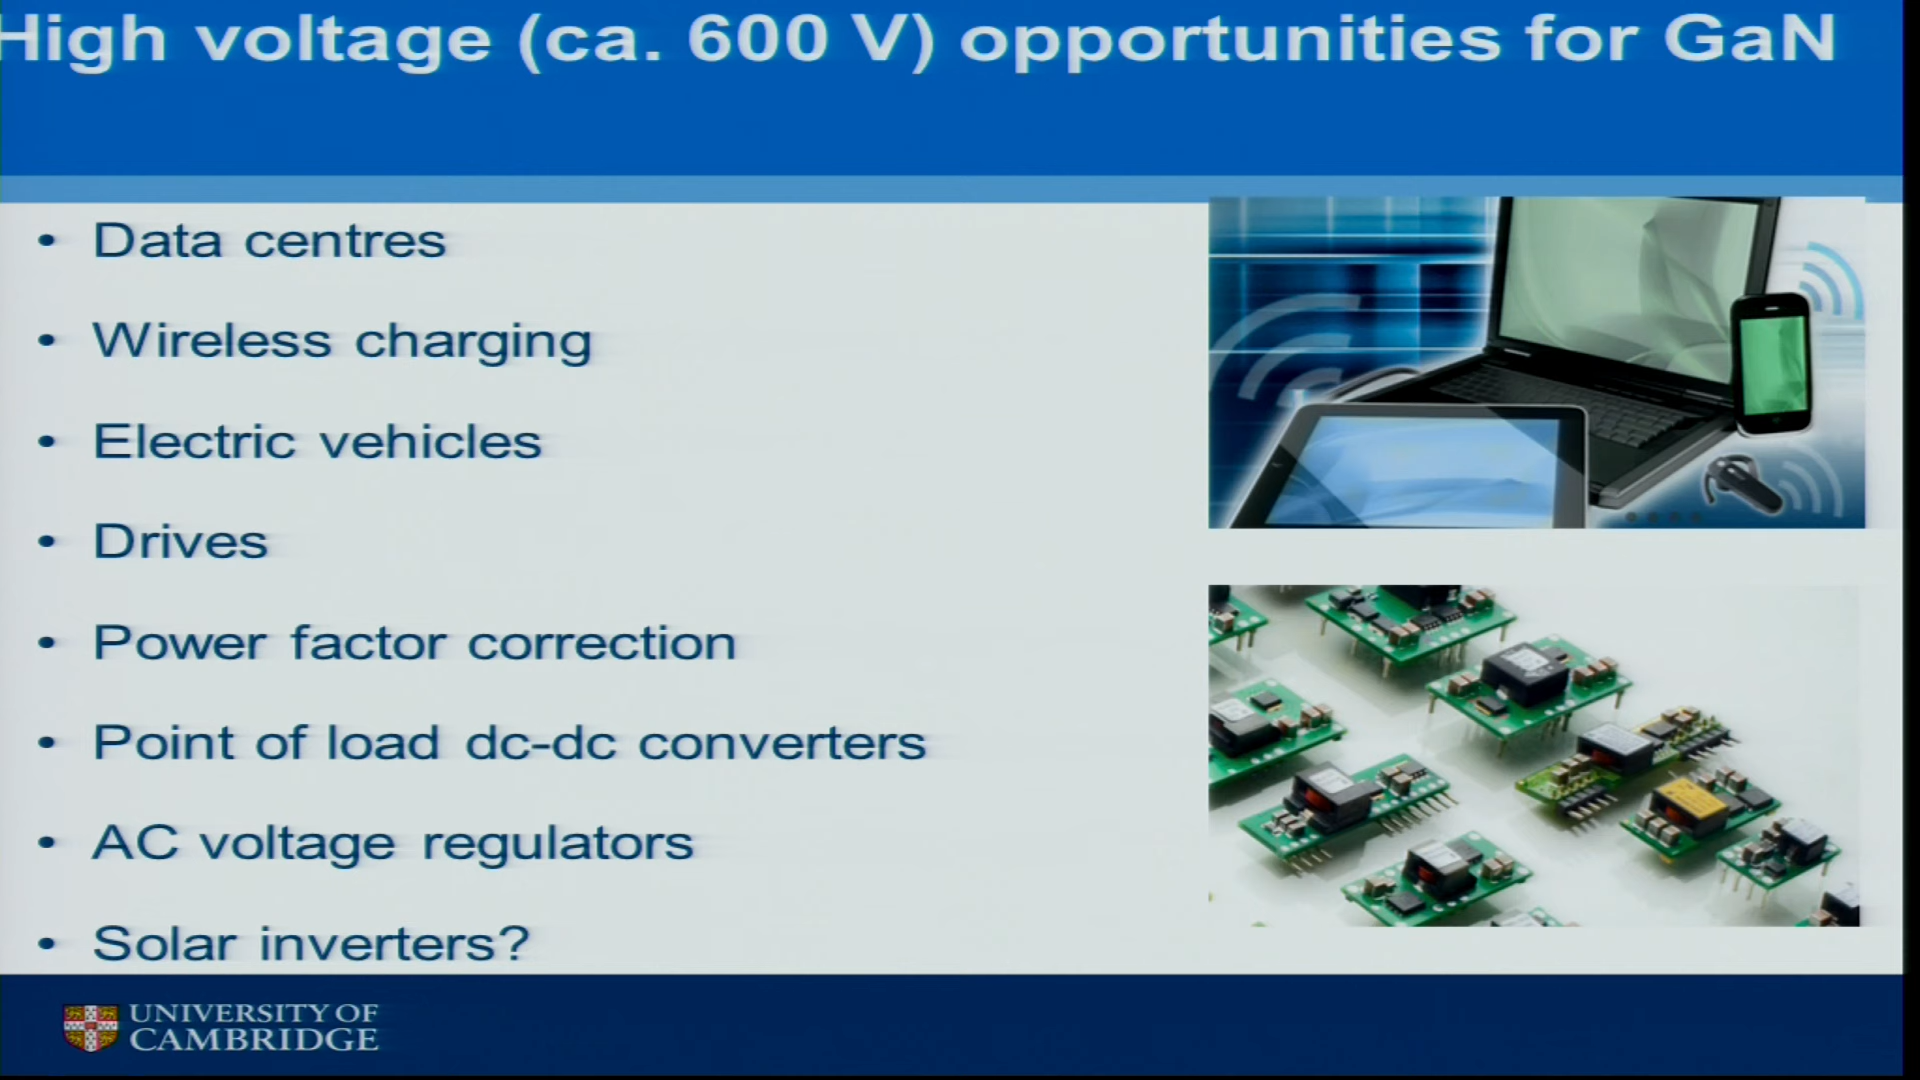 High voltage (ca. 600 V) opportunities for GaN
• Data centres
• Wireless charging
• Electric vehicles
• Drives
• Power factor correction
• Point of load dc-dc converters
• AC voltage regulators
• Solar inverters?
UNIVERSITY OF
CAMBRIDGE